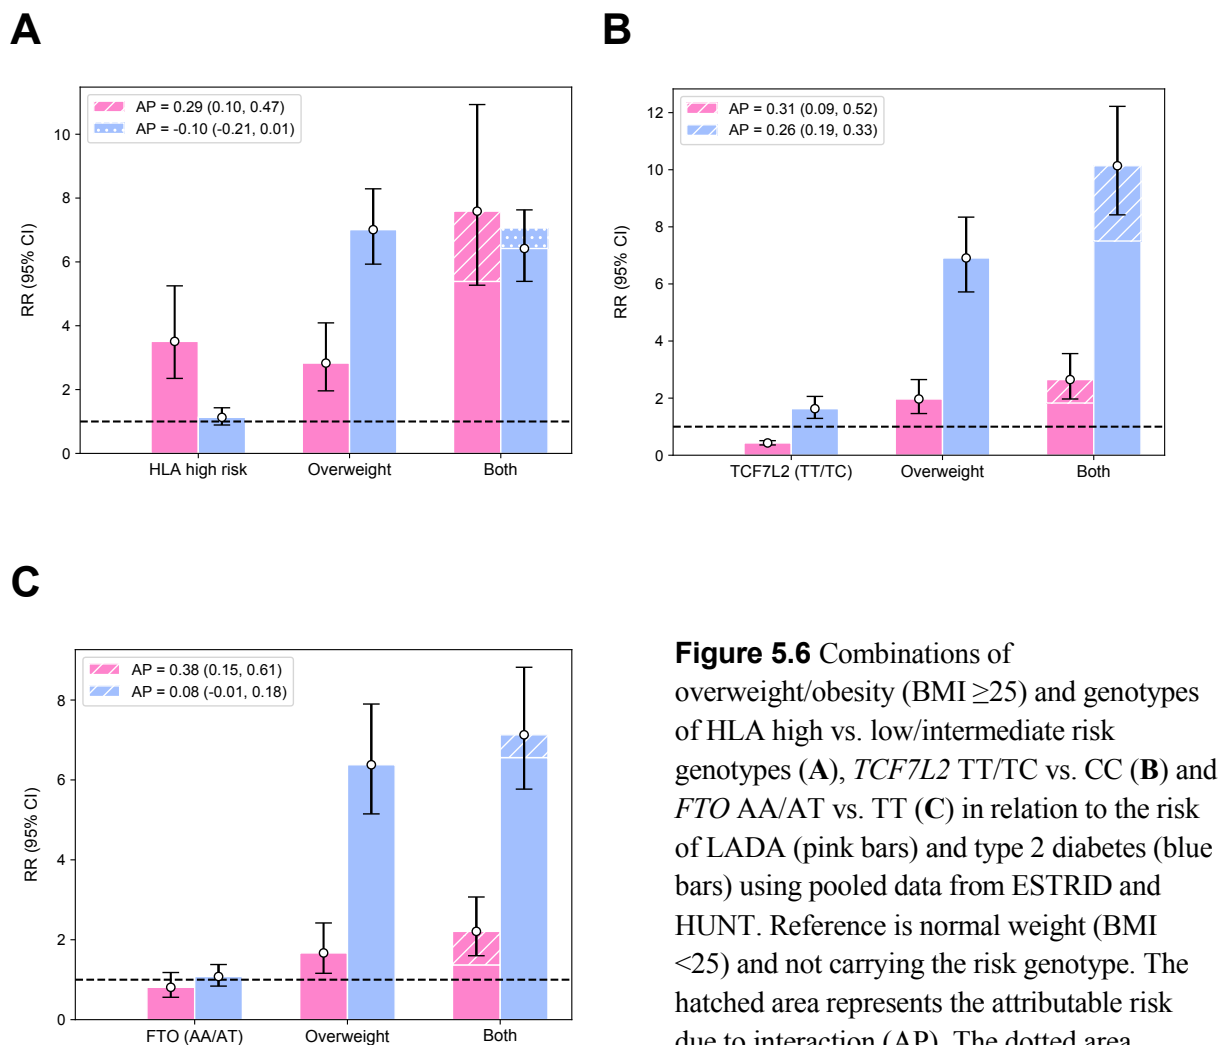 A
AP = 0.29 (0.10, 0.47)
AP = -0.10 (-0.21, 0.01)
RR (95% CI)
10
8
6
4
2
0
HLA high risk
Overweight
Both
B
AP = 0.31 (0.09, 0.52)
AP = 0.26 (0.19, 0.33)
RR (95% CI)
12
10
8
6
4
2
0
TCF7L2 (TT/TC)
Overweight
Both
C
AP = 0.38 (0.15, 0.61)
AP = 0.08 (-0.01, 0.18)
RR (95% CI)
8
6
4
2
0
FTO (AA/AT)
Overweight
Both
Figure 5.6 Combinations of
overweight/obesity (BMI ≥25) and genotypes
of HLA high vs. low/intermediate risk
genotypes (A), TCF7L2 TT/TC vs. CC (B) and
FTO AA/AT vs. TT (C) in relation to the risk
of LADA (pink bars) and type 2 diabetes (blue
bars) using pooled data from ESTRID and
HUNT. Reference is normal weight (BMI
<25) and not carrying the risk genotype. The
hatched area represents the attributable risk
due to interaction (AP). The dotted area